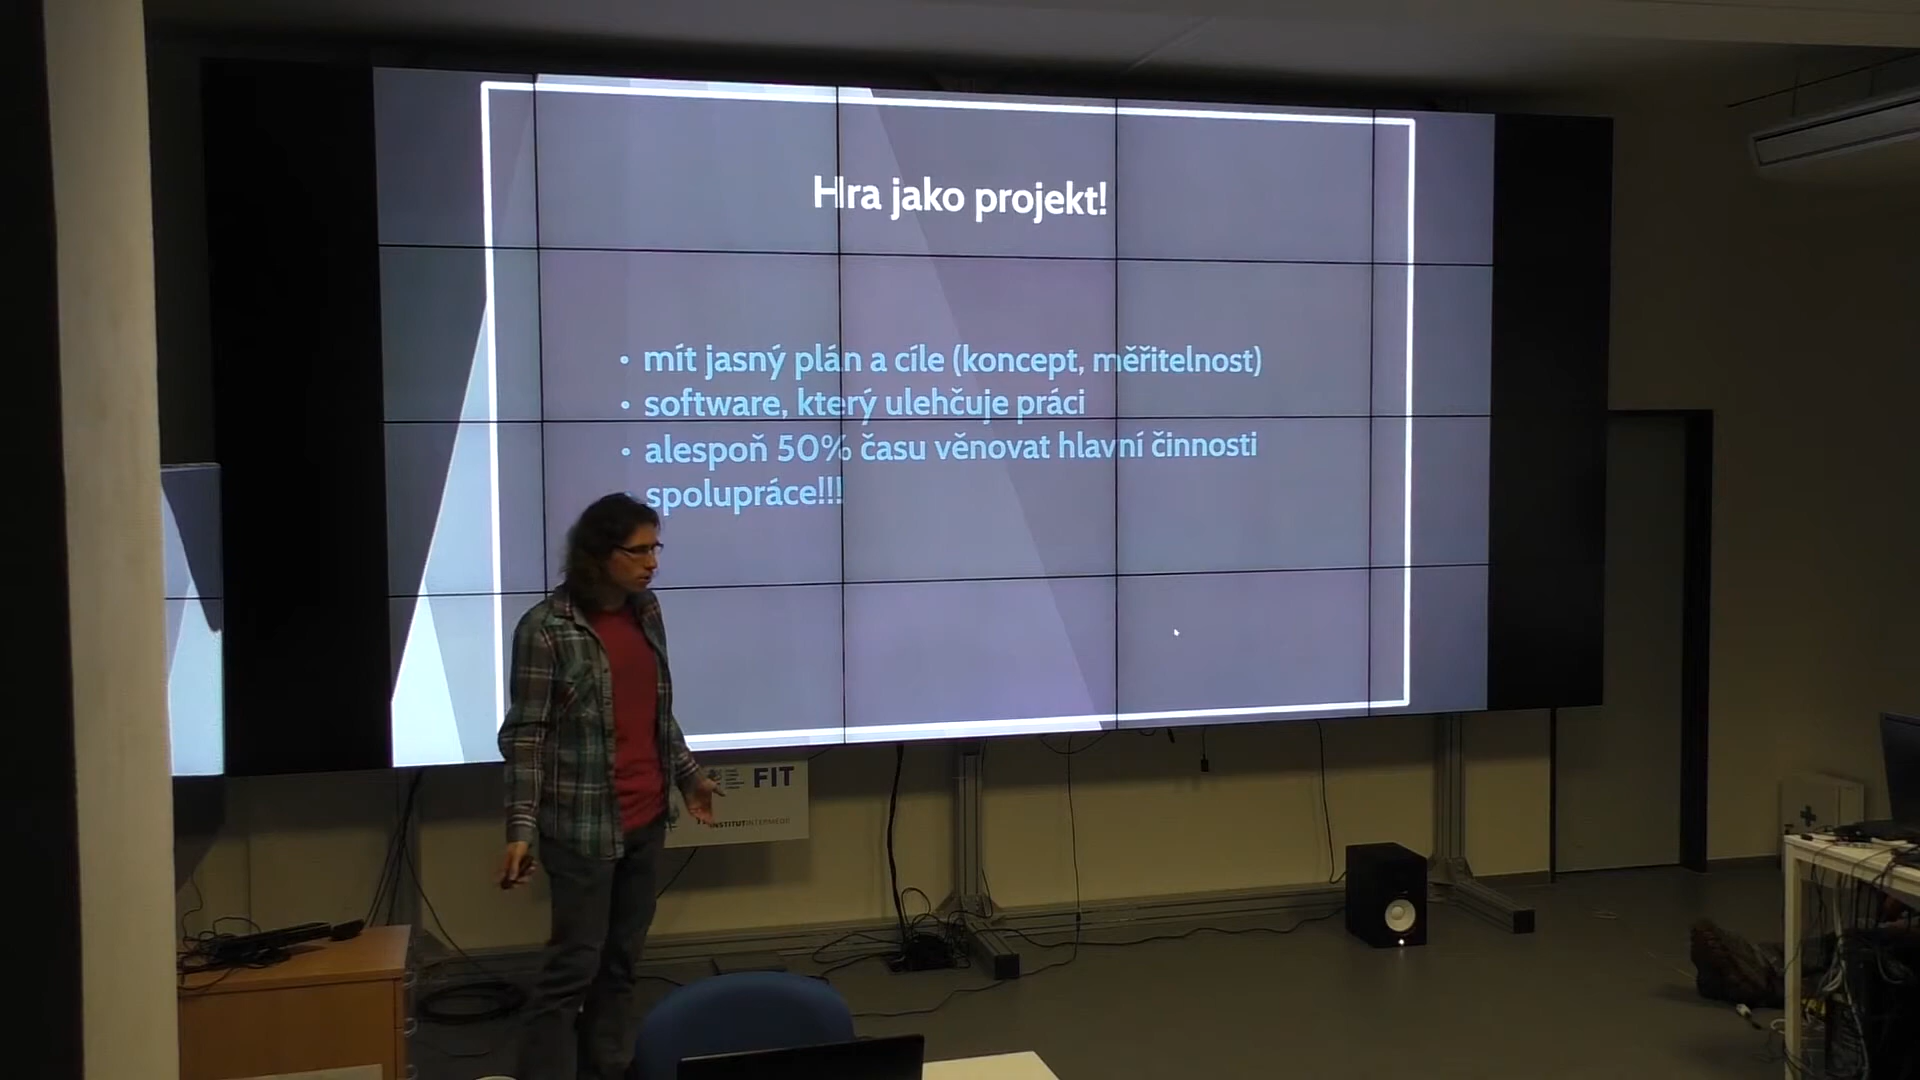 Hra jako projekt!
• mít jasný plán a cíle (koncept, měřitelnost)
• software, který ulehčuje práci
• alespoň 50% času věnovat hlavní činnosti
• spolupráce!!!
FIT
INSTITUTINTERMEDII